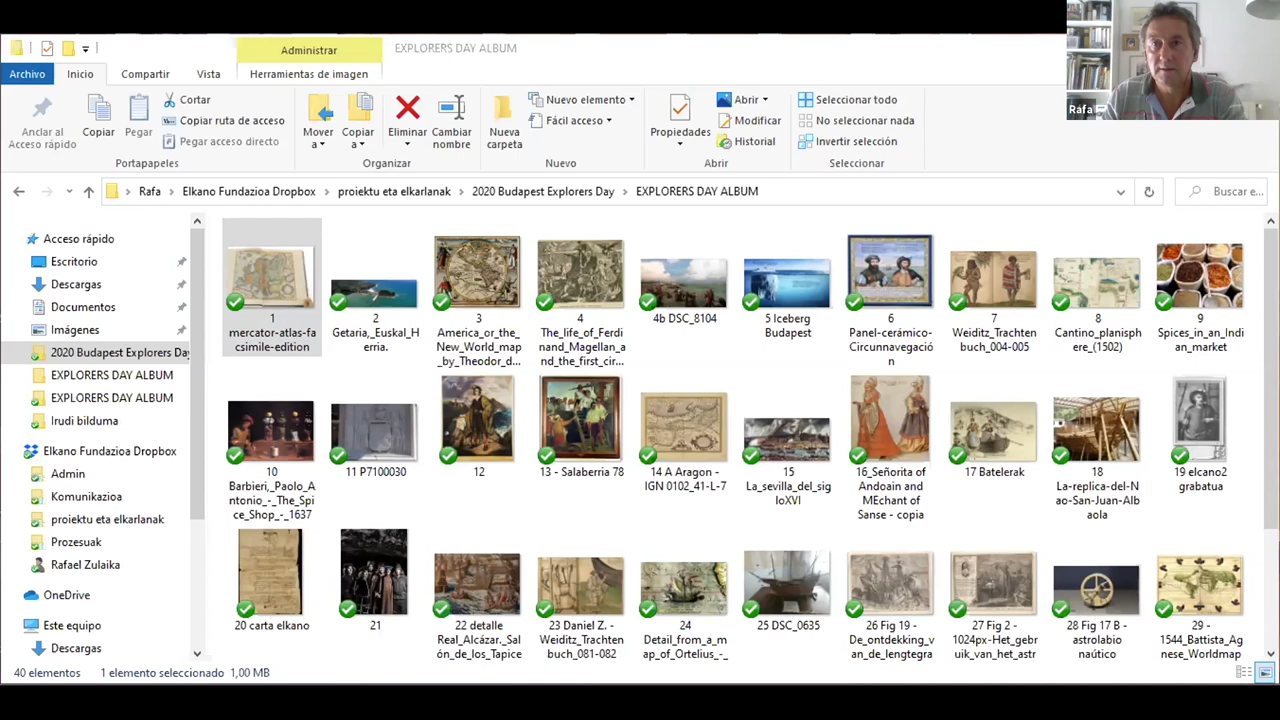 Administrar
EXPLORERS DAY ALBUM
Archivo
Inicio
Compartir
Vista
Herramientas de imagen
Rafa
Anclar al
Acceso rápido
Copiar
Pegar
Cortar
Copiar ruta de acceso
Pegar acceso directo
Portapapeles
Mover
a
Copiar
a
Eliminar
Cambiar
nombre
Organizar
Nueva
carpeta
Nuevo elemento
Fácil acceso
Nuevo
Propiedades
Abrir
Modificar
Historial
Abrir
Seleccionar todo
No seleccionar nada
Invertir selección
Seleccionar
Rafa
Elkano Fundazioa Dropbox
proiektu eta elkarlanak
2020 Budapest Explorers Day
EXPLORERS DAY ALBUM
Buscar e...
Acceso rápido
Escritorio
Descargas
Documentos
Imágenes
2020 Budapest Explorers Day
EXPLORERS DAY ALBUM
EXPLORERS DAY ALBUM
Irudi bilduma
Elkano Fundazioa Dropbox
Admin
Komunikazioa
proiektu eta elkarlanak
Prozesuak
Rafael Zulaika
OneDrive
Este equipo
Descargas
1
mercator-atlas-fa
csimile-edition
2
Getaria,_Euskal_H
erria.
3
America_or_the_
New_World_map
_by_Theodor_d...
4
The_life_of_Ferdi
nand_Magellan_a
nd_the_first_cir...
4b DSC_8104
5 Iceberg
Budapest
6
Panel-cerámico-
Circunnavegació
n
7
Weiditz_Trachten
buch_004-005
8
Cantino_planisph
ere_(1502)
9
Spices_in_an_Indi
an_market
10
Barbieri,_Paolo_A
ntonio_-_The_Spi
ce_Shop_-_1637
11 P7100030
12
13 - Salaberria 78
14 A Aragon -
IGN 0102_41-L-7
15
La_sevilla_del_sig
loXVI
16_Señorita of
Andoain and
MEchant of
Sanse - copia
17 Batelerak
18
La-replica-del-N
ao-San-Juan-Alb
aola
19 elcano2
grabatua
20 carta elkano
21
22 detalle
Real_Alcázar._Sal
ón_de_los_Tapice
23 Daniel Z. -
Weiditz_Trachten
buch_081-082
24
Detail_from_a_m
ap_of_Ortelius_-_
25 DSC_0635
26 Fig 19 -
De_ontdekking_v
an_de_lengtegra
27 Fig 2 -
1024px-Het_gebr
uik_van_het_astr
28 Fig 17 B -
astrolabio
naútico
29 -
1544_Battista_Ag
nese_Worldmap
40 elementos
1 elemento seleccionado
1,00 MB